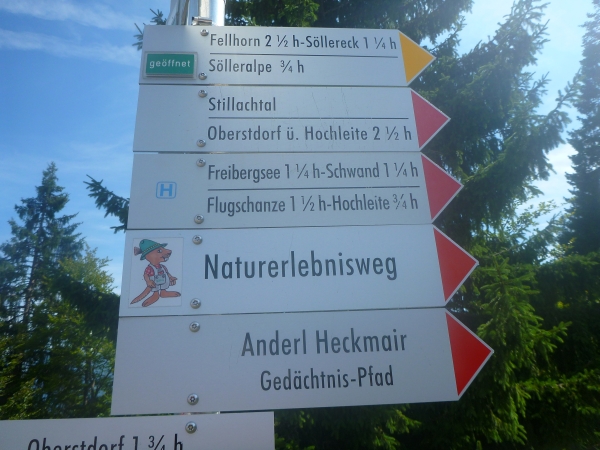 Fellhorn 2 ½ h-Söllereck 1 ¼ h
geöffnet
Sölleralpe ¾ h
Stillachtal
Oberstdorf ü. Hochleite 2 ½ h
Freibergsee 1 ¼ h-Schwand 1 ¼ h
H
Flugschanze 1 ½ h-Hochleite ¾ h
Naturerlebnisweg
Anderl Heckmair
Gedächtnis-Pfad
Oberstdorf 1 ¾ h